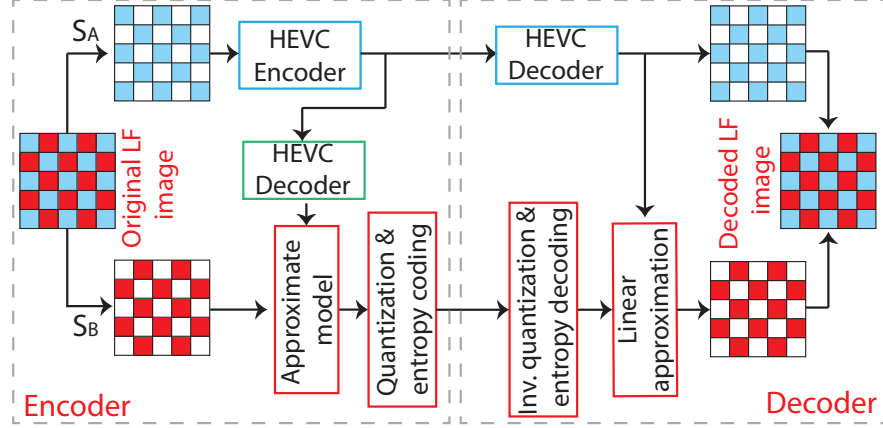 SA
HEVC
Encoder
HEVC
Decoder
HEVC
Decoder
Original LF
image
Decoded LF
image
SB
Approximate
model
Quantization &
entropy coding
Inv. quantization &
entropy decoding
Linear
approximation
Encoder
Decoder